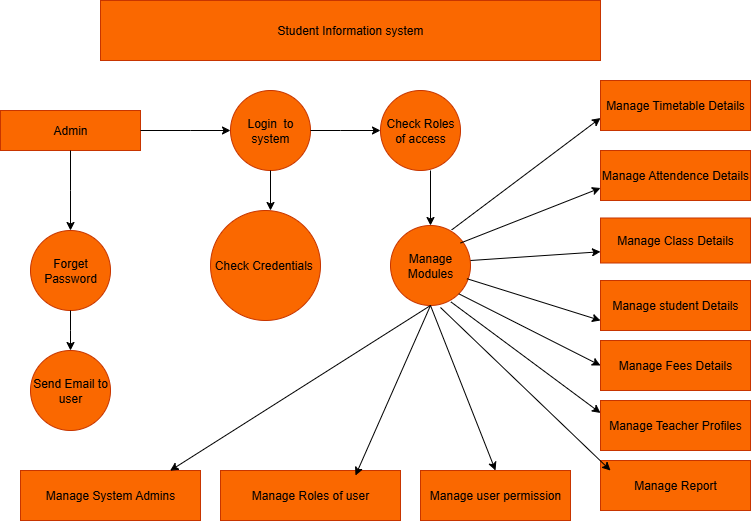 Student Information system
Manage Timetable Details
Admin
Login to
system
Check Roles
of access
Manage Attendence Details
Manage Class Details
Forget
Password
Check Credentials
Manage
Modules
Manage student Details
Manage Fees Details
Send Email to
user
Manage Teacher Profiles
Manage System Admins
Manage Roles of user
Manage user permission
Manage Report